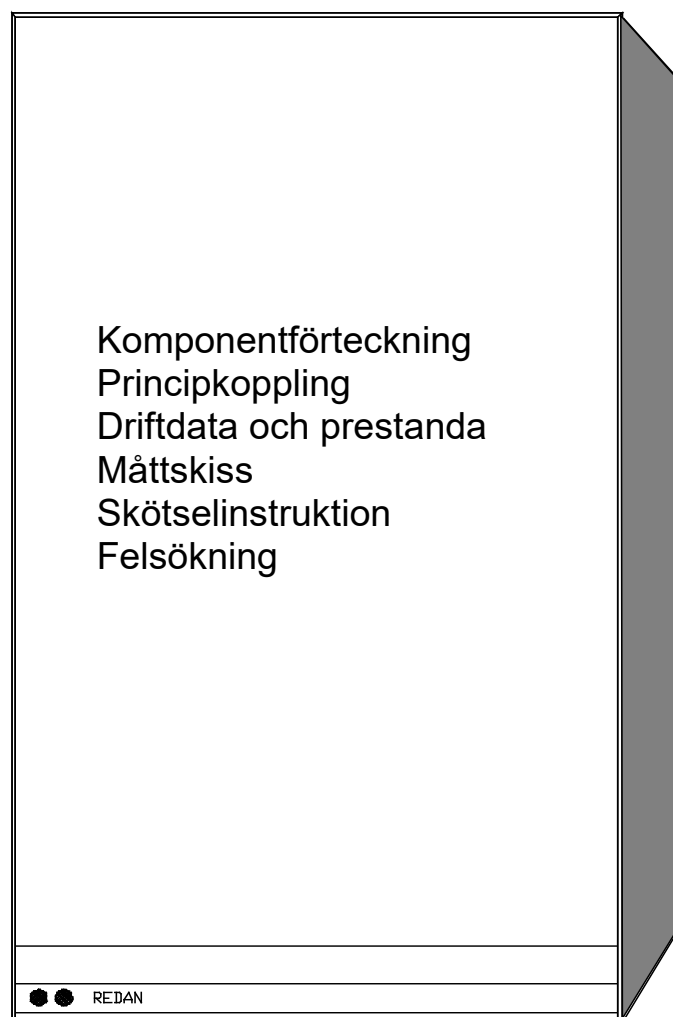 Komponentförteckning
Principkoppling
Driftdata och prestanda
Måttskiss
Skötselinstruktion
Felsökning
REDAN